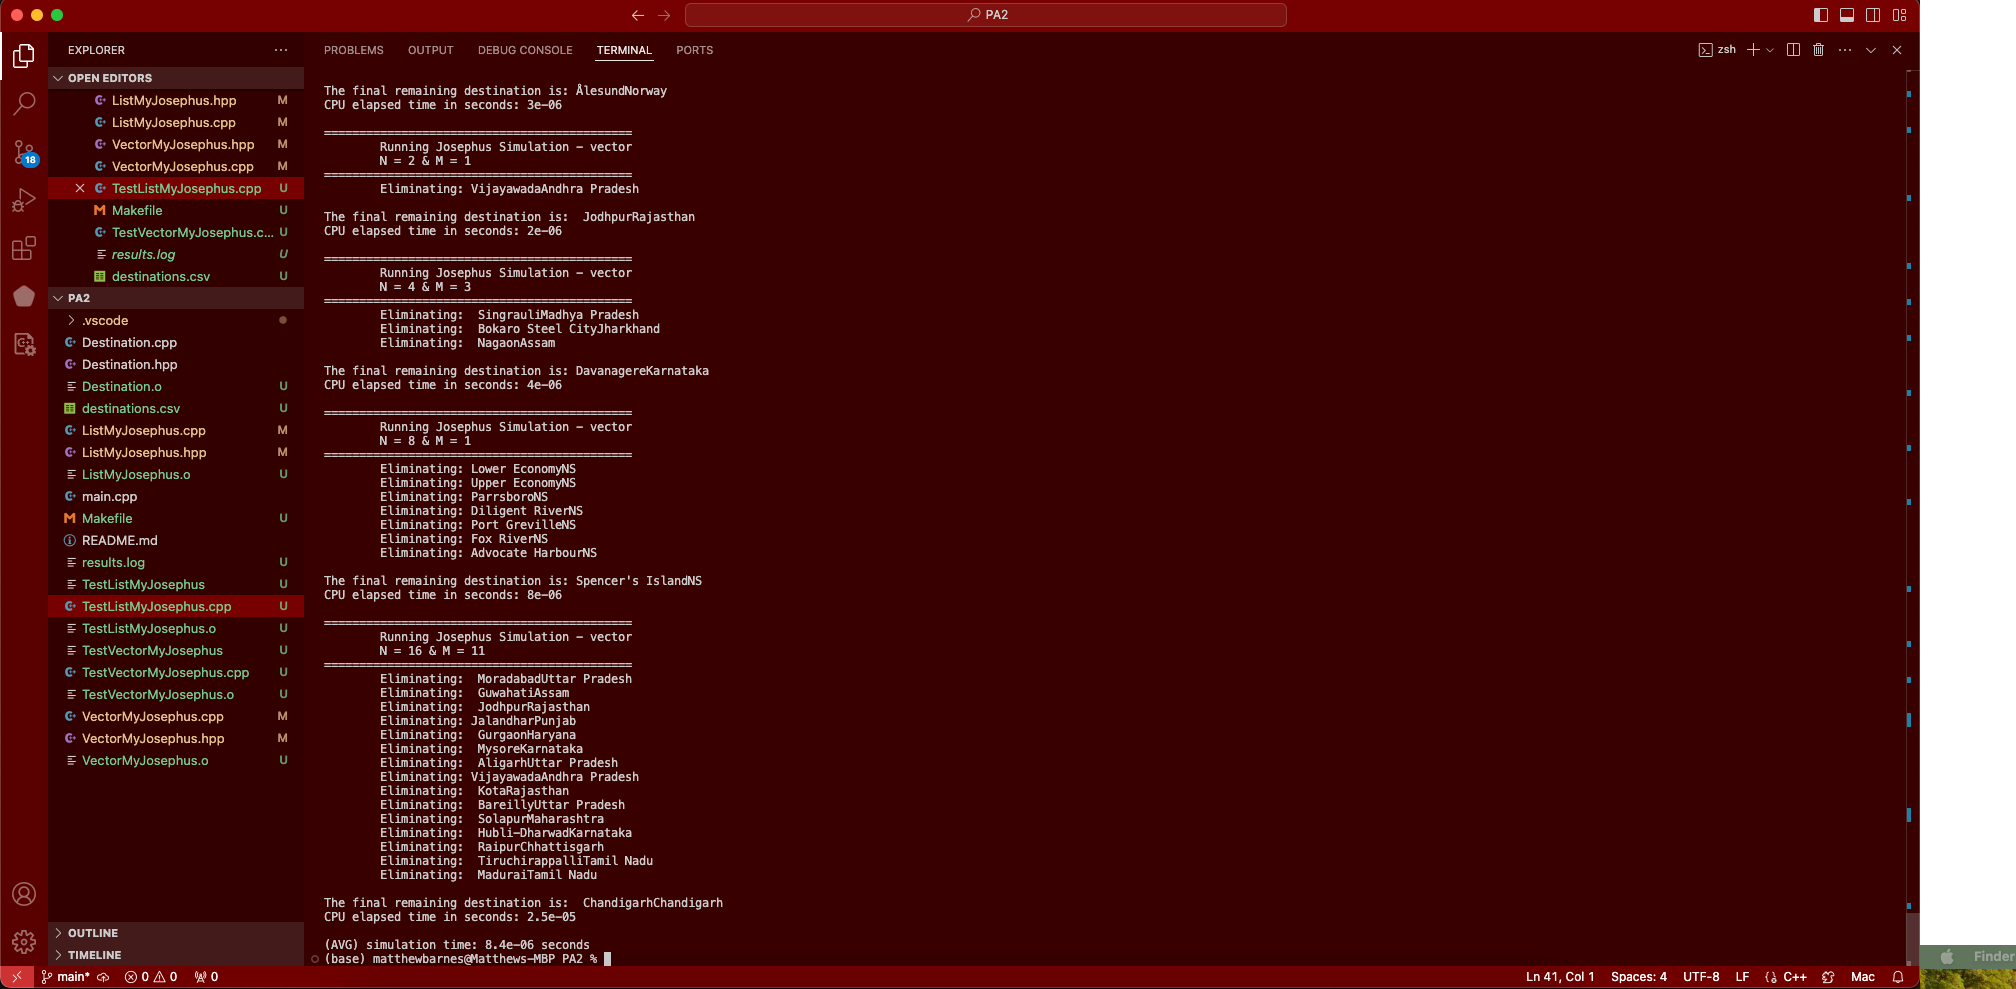 PA2
EXPLORER
OPEN EDITORS
ListMyJosephus.hpp M
ListMyJosephus.cpp M
VectorMyJosephus.hpp M
VectorMyJosephus.cpp M
TestListMyJosephus.cpp U
Makefile U
TestVectorMyJosephus.c... U
results.log U
destinations.csv U
PA2
.vscode
Destination.cpp
Destination.hpp
Destination.o U
destinations.csv U
ListMyJosephus.cpp M
ListMyJosephus.hpp M
ListMyJosephus.o U
main.cpp
Makefile U
README.md
results.log U
TestListMyJosephus U
TestListMyJosephus.cpp U
TestListMyJosephus.o U
TestVectorMyJosephus U
TestVectorMyJosephus.cpp U
TestVectorMyJosephus.o U
VectorMyJosephus.cpp M
VectorMyJosephus.hpp M
VectorMyJosephus.o U
OUTLINE
TIMELINE
18
PROBLEMS OUTPUT DEBUG CONSOLE TERMINAL PORTS
zsh
The final remaining destination is: ÅlesundNorway
CPU elapsed time in seconds: 3e-06
============================================
Running Josephus Simulation - vector
N = 2 & M = 1
============================================
Eliminating: VijayawadaAndhra Pradesh
The final remaining destination is:  JodhpurRajasthan
CPU elapsed time in seconds: 2e-06
============================================
Running Josephus Simulation - vector
N = 4 & M = 3
============================================
Eliminating:  SingrauliMadhya Pradesh
Eliminating:  Bokaro Steel CityJharkhand
Eliminating:  NagaonAssam
The final remaining destination is: DavanagereKarnataka
CPU elapsed time in seconds: 4e-06
============================================
Running Josephus Simulation - vector
N = 8 & M = 1
============================================
Eliminating: Lower EconomyNS
Eliminating: Upper EconomyNS
Eliminating: ParrsboroNS
Eliminating: Diligent RiverNS
Eliminating: Port GrevilleNS
Eliminating: Fox RiverNS
Eliminating: Advocate HarbourNS
The final remaining destination is: Spencer's IslandNS
CPU elapsed time in seconds: 8e-06
============================================
Running Josephus Simulation - vector
N = 16 & M = 11
============================================
Eliminating:  MoradabadUttar Pradesh
Eliminating:  GuwahatiAssam
Eliminating:  JodhpurRajasthan
Eliminating: JalandharPunjab
Eliminating:  GurgaonHaryana
Eliminating:  MysoreKarnataka
Eliminating:  AligarhUttar Pradesh
Eliminating: VijayawadaAndhra Pradesh
Eliminating:  KotaRajasthan
Eliminating:  BareillyUttar Pradesh
Eliminating:  SolapurMaharashtra
Eliminating:  Hubli-DharwadKarnataka
Eliminating:  RaipurChhattisgarh
Eliminating:  TiruchirappalliTamil Nadu
Eliminating:  MaduraiTamil Nadu
The final remaining destination is:  ChandigarhChandigarh
CPU elapsed time in seconds: 2.5e-05
(AVG) simulation time: 8.4e-06 seconds
(base) matthewbarnes@Matthews-MBP PA2 %
main* 0 0 0
Ln 41, Col 1 Spaces: 4 UTF-8 LF C++ Mac
Finder